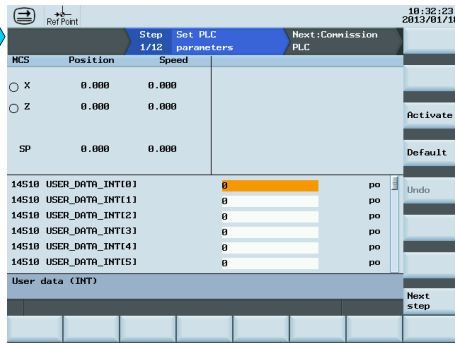 10:32:23
Ref Point
2013/01/18
Step Set PLC Next:Commission
1/12 parameters PLC
MCS Position Speed
X 0.000 0.000
Z 0.000 0.000
Activate
SP 0.000 0.000
Default
14510 USER_DATA_INT[0] 0 po
Undo
14510 USER_DATA_INT[1] 0 po
14510 USER_DATA_INT[2] 0 po
14510 USER_DATA_INT[3] 0 po
14510 USER_DATA_INT[4] 0 po
14510 USER_DATA_INT[5] 0 po
User data (INT)
Next
step